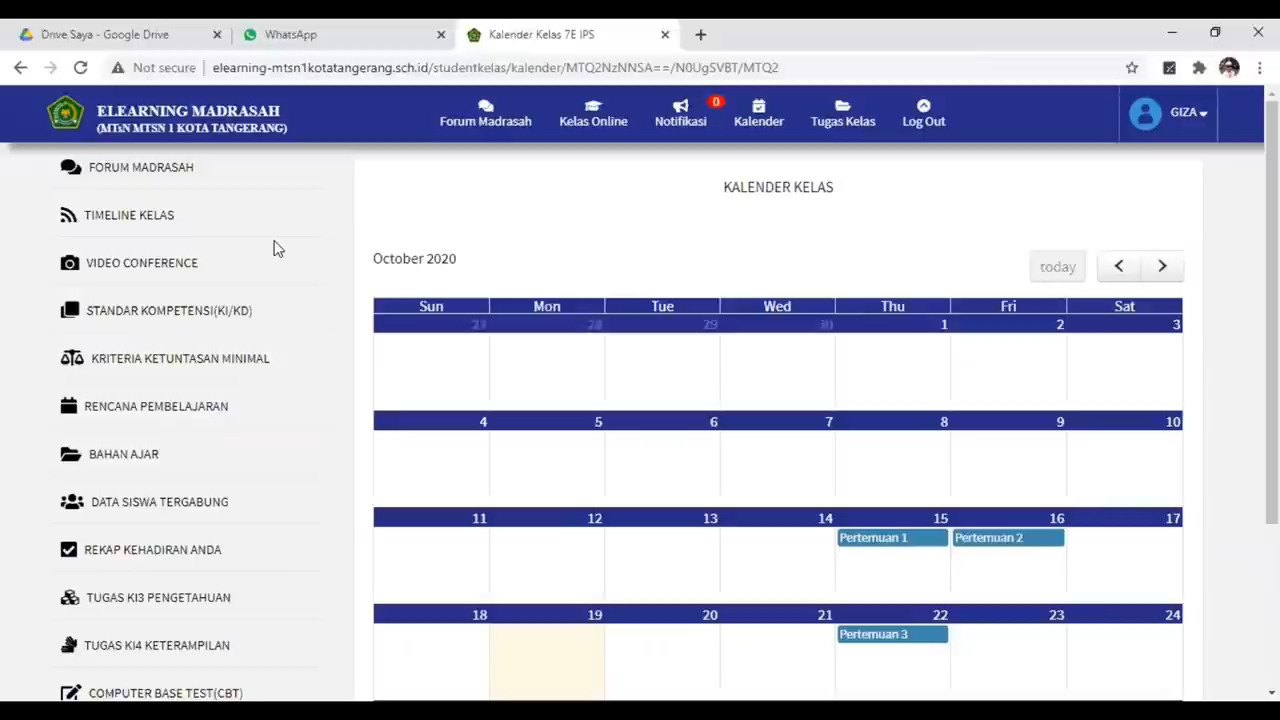 Drive Saya - Google Drive
WhatsApp
Kalender Kelas 7E IPS
Not secure
elearning-mtsn1kotatangerang.sch.id/studentkelas/kalender/MTQ2NzNNSA==/N0UgSVBT/MTQ2
ELEARNING MADRASAH
(MTsN MTSN 1 KOTA TANGERANG)
Forum Madrasah
Kelas Online
0
Notifikasi
Kalender
Tugas Kelas
Log Out
GIZA
FORUM MADRASAH
TIMELINE KELAS
VIDEO CONFERENCE
STANDAR KOMPETENSI(KI/KD)
KRITERIA KETUNTASAN MINIMAL
RENCANA PEMBELAJARAN
BAHAN AJAR
DATA SISWA TERGABUNG
REKAP KEHADIRAN ANDA
TUGAS KI3 PENGETAHUAN
TUGAS KI4 KETERAMPILAN
COMPUTER BASE TEST(CBT)
KALENDER KELAS
October 2020
today
Sun Mon Tue Wed Thu Fri Sat
27 28 29 30 1 2 3
4 5 6 7 8 9 10
11 12 13 14 15 16 17
Pertemuan 1 Pertemuan 2
18 19 20 21 22 23 24
Pertemuan 3